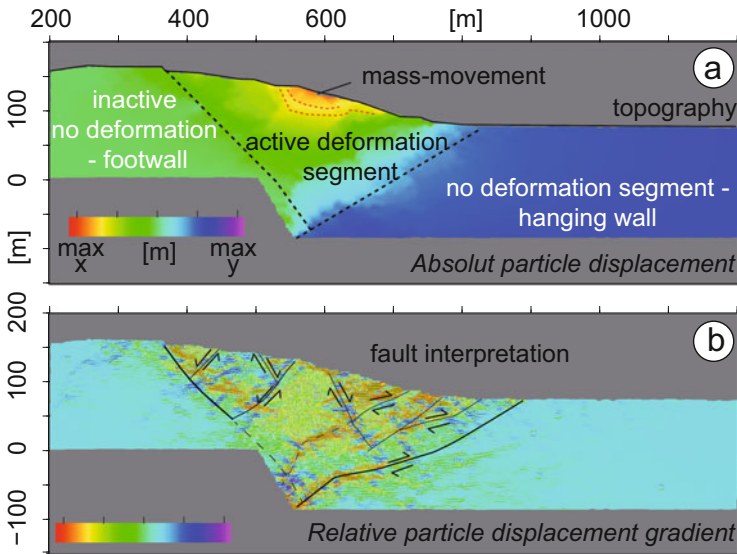 200 400 600 [m] 1000
a
mass-movement
topography
inactive
no deformation
- footwall
active deformation
segment
no deformation segment -
hanging wall
100
0
[m]
max [m] max
x y
Absolut particle displacement
b
fault interpretation
200
100
0
−100
Relative particle displacement gradient